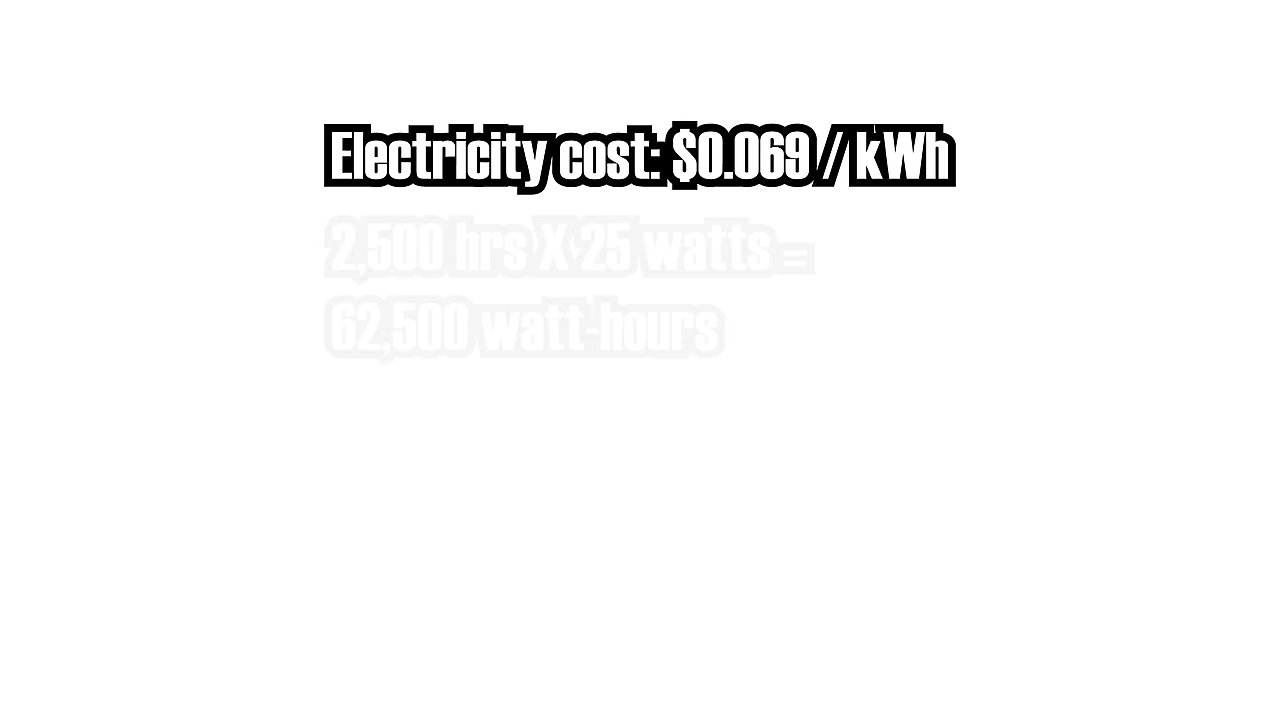 Electricity cost: $0.069 / kWh
2,500 hrs X 25 watts =
62,500 watt-hours